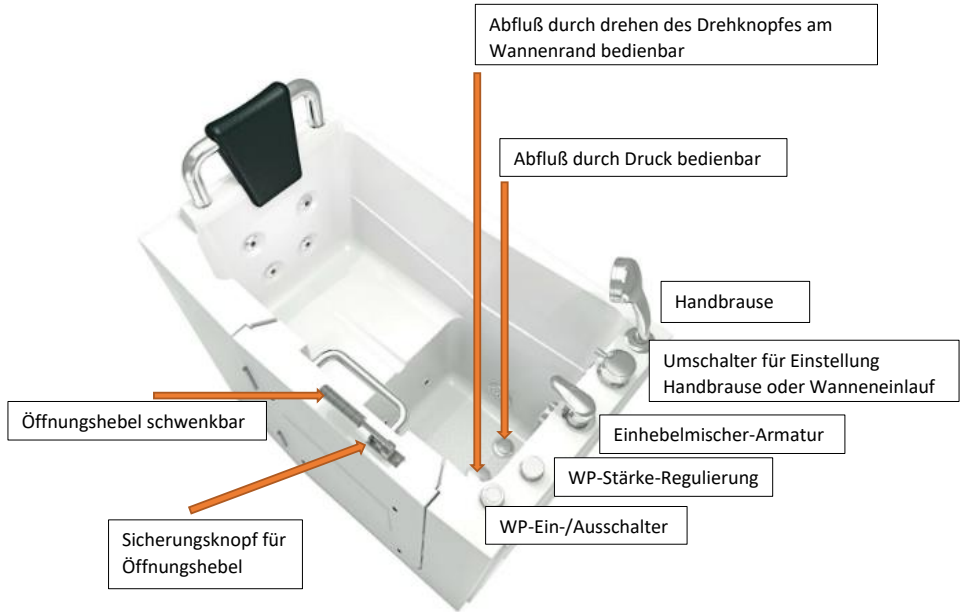 Abfluß durch drehen des Drehknopfes am
Wannenrand bedienbar
Abfluß durch Druck bedienbar
Handbrause
Umschalter für Einstellung
Handbrause oder Wanneneinlauf
Öffnungshebel schwenkbar
Einhebelmischer-Armatur
WP-Stärke-Regulierung
WP-Ein-/Ausschalter
Sicherungsknopf für
Öffnungshebel